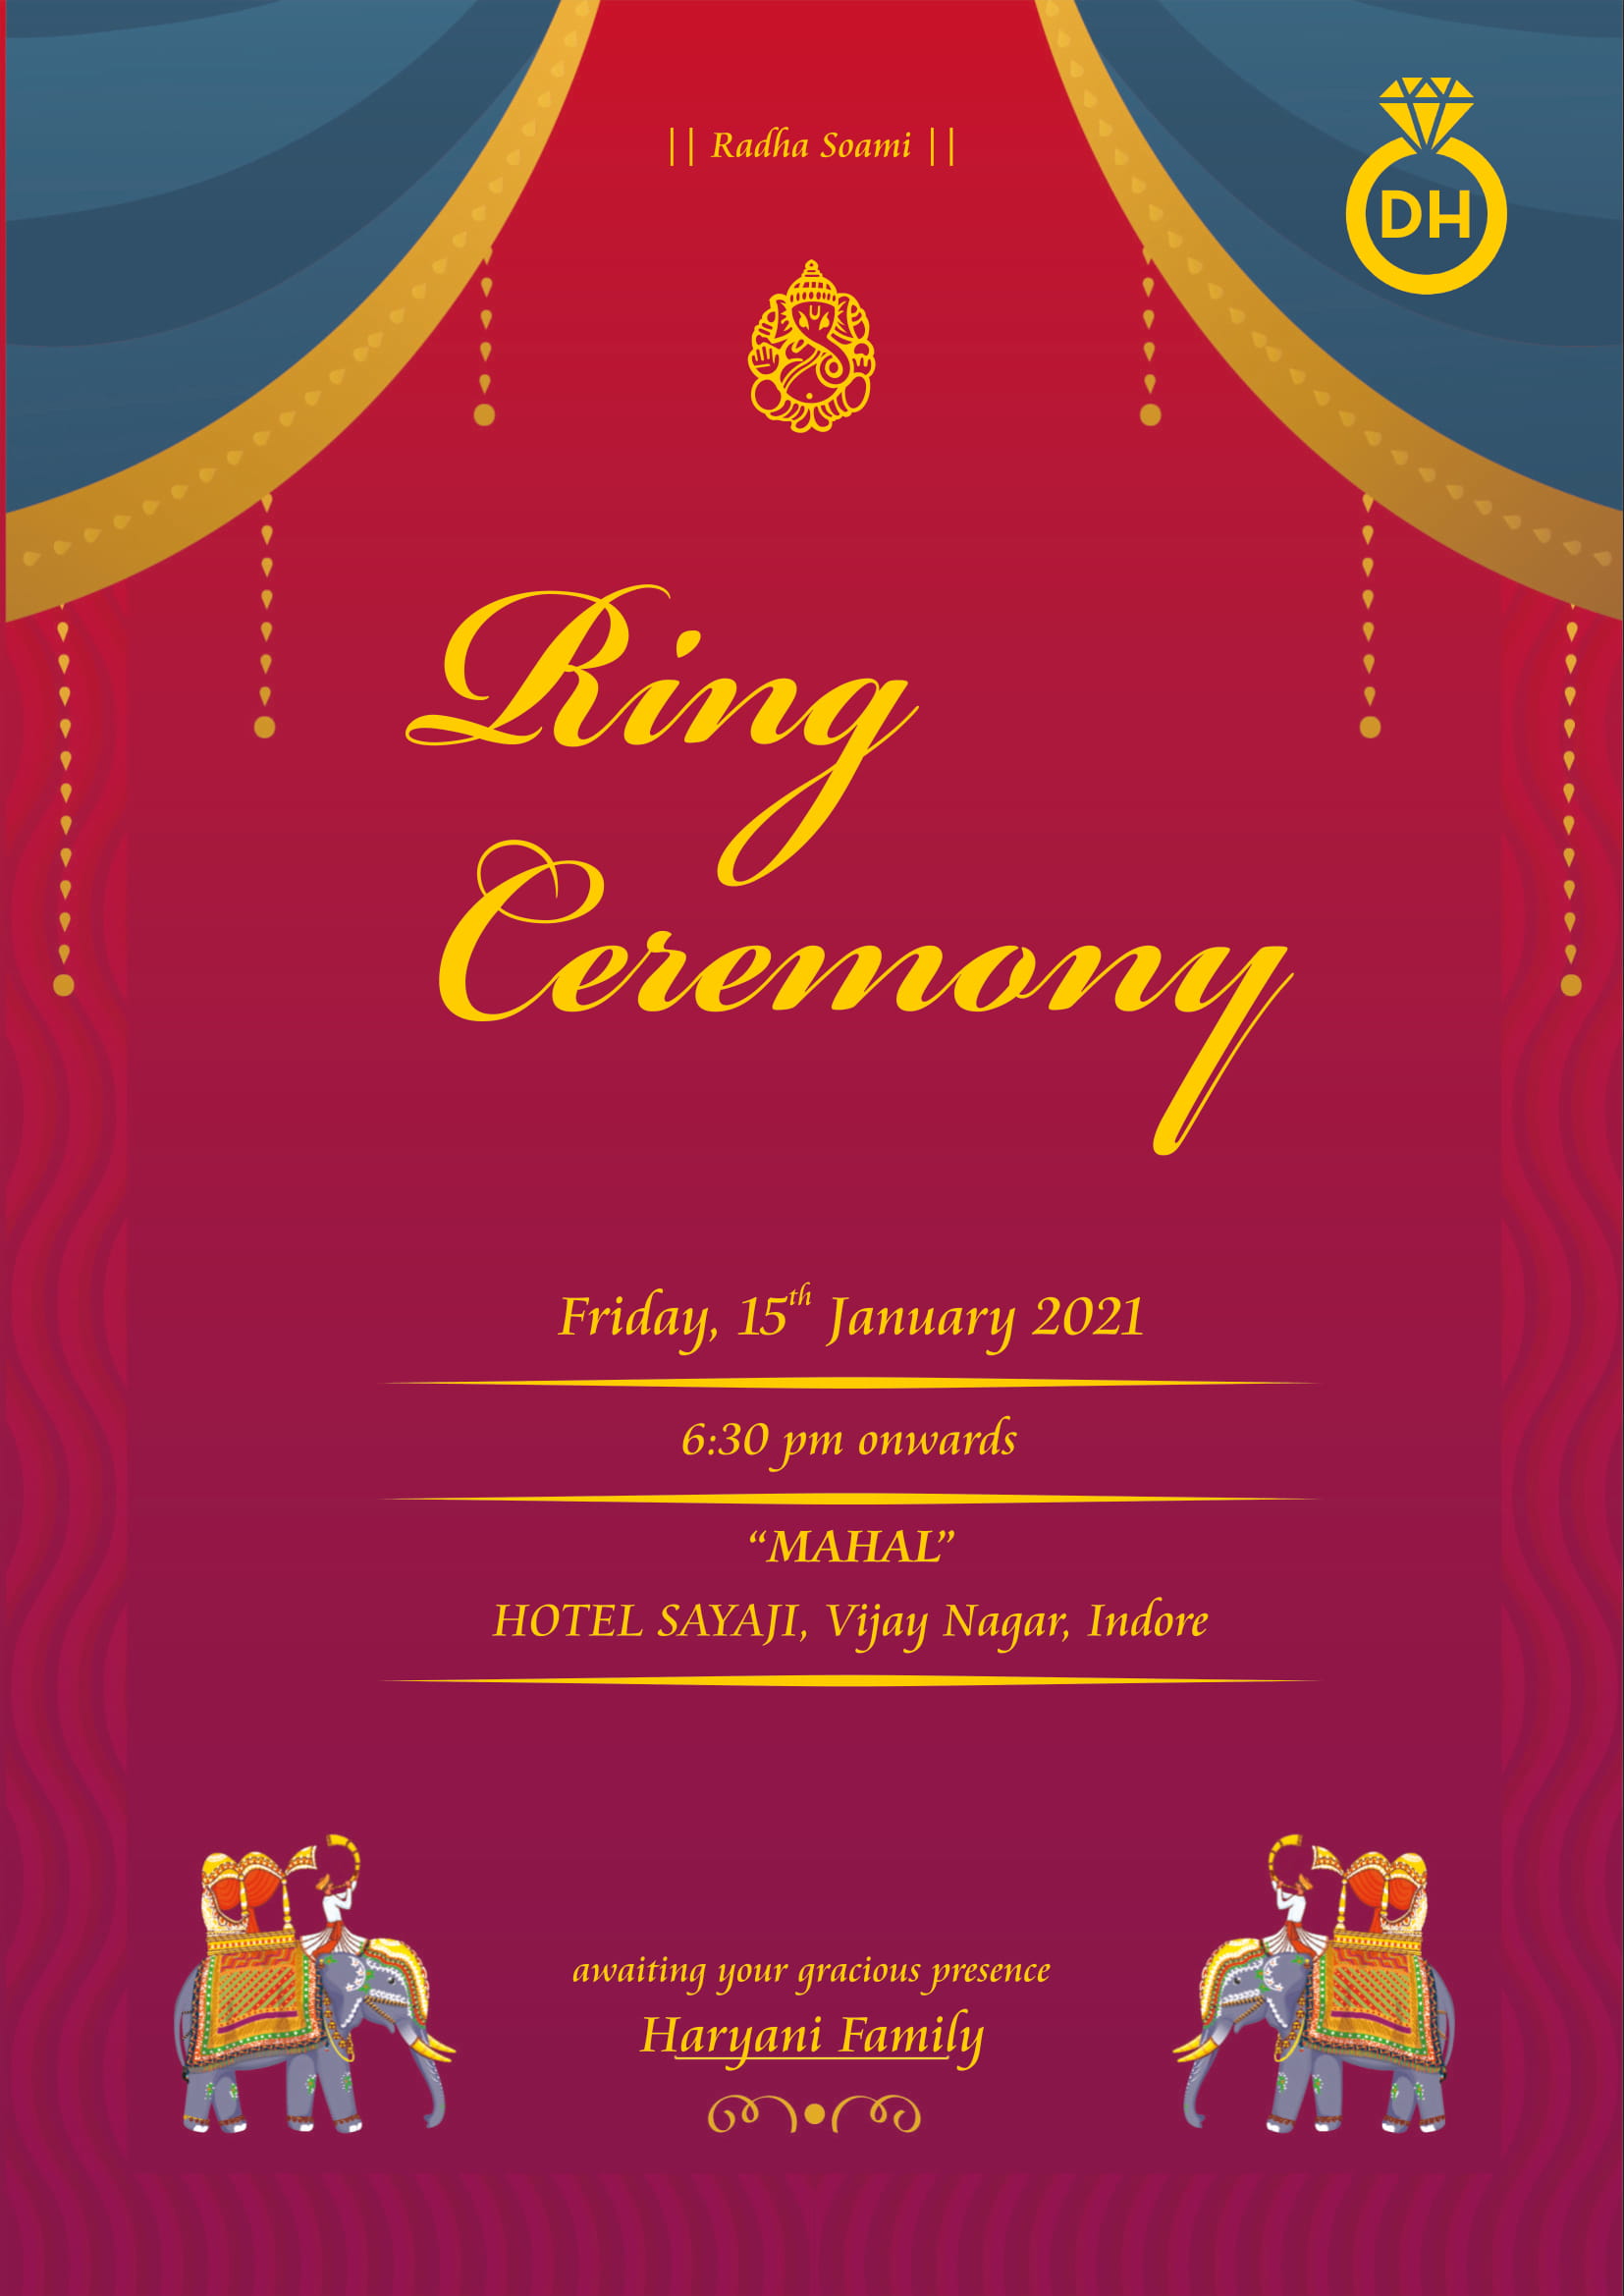 || Radha Soami ||
DH
Ring
Ceremony
Friday, 15th January 2021
6:30 pm onwards
“MAHAL”
HOTEL SAYAJI, Vijay Nagar, Indore
awaiting your gracious presence
Haryani Family